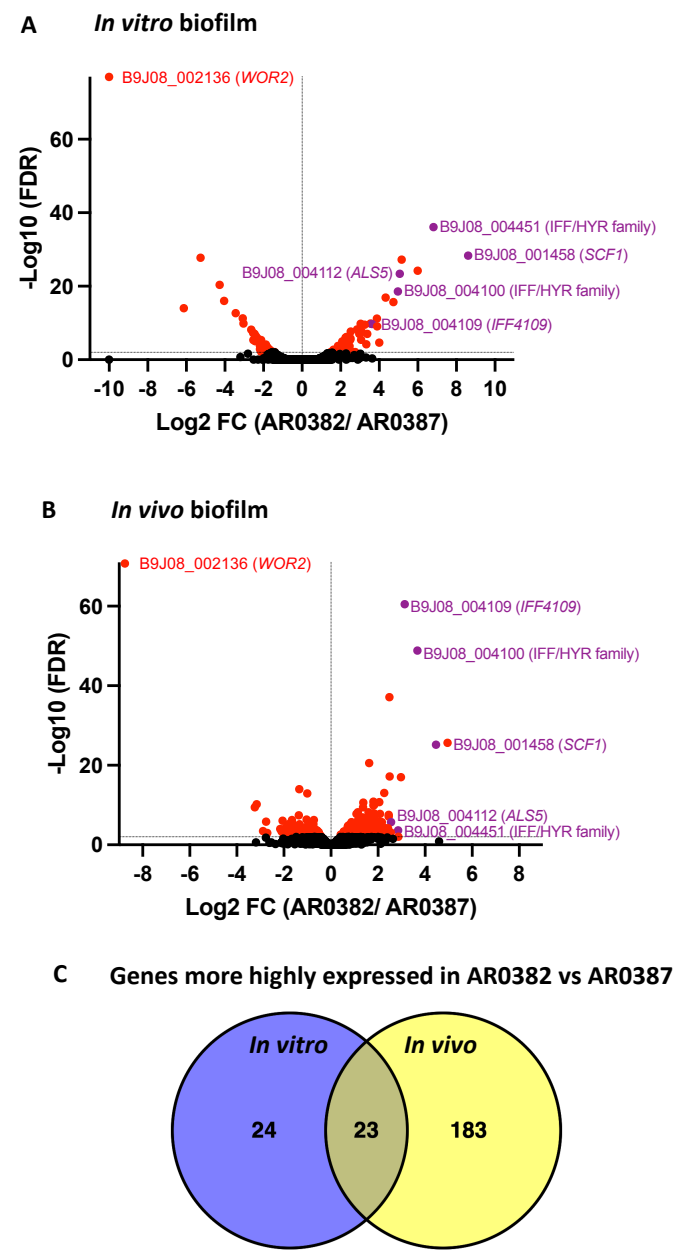 A In vitro biofilm
B9J08_002136 (WOR2)
60
B9J08_004451 (IFF/HYR family)
40
B9J08_001458 (SCF1)
B9J08_004112 (ALS5)
20
B9J08_004100 (IFF/HYR family)
B9J08_004109 (IFF4109)
0
-Log10 (FDR)
-10 -8 -6 -4 -2 0 2 4 6 8 10
Log2 FC (AR0382/ AR0387)
B In vivo biofilm
B9J08_002136 (WOR2)
60
B9J08_004109 (IFF4109)
B9J08_004100 (IFF/HYR family)
40
B9J08_001458 (SCF1)
20
B9J08_004112 (ALS5)
B9J08_004451 (IFF/HYR family)
0
-Log10 (FDR)
-8 -6 -4 -2 0 2 4 6 8
Log2 FC (AR0382/ AR0387)
C Genes more highly expressed in AR0382 vs AR0387
In vitro In vivo
24 23 183